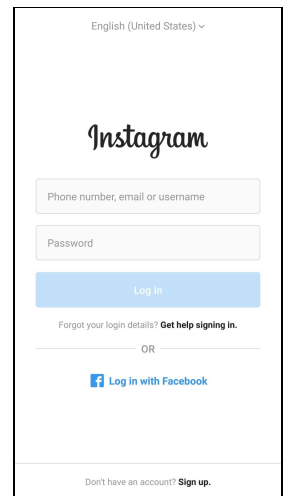 English (United States)
Instagram
Phone number, email or username
Password
Log In
Forgot your login details? Get help signing in.
OR
Log in with Facebook
Don't have an account? Sign up.